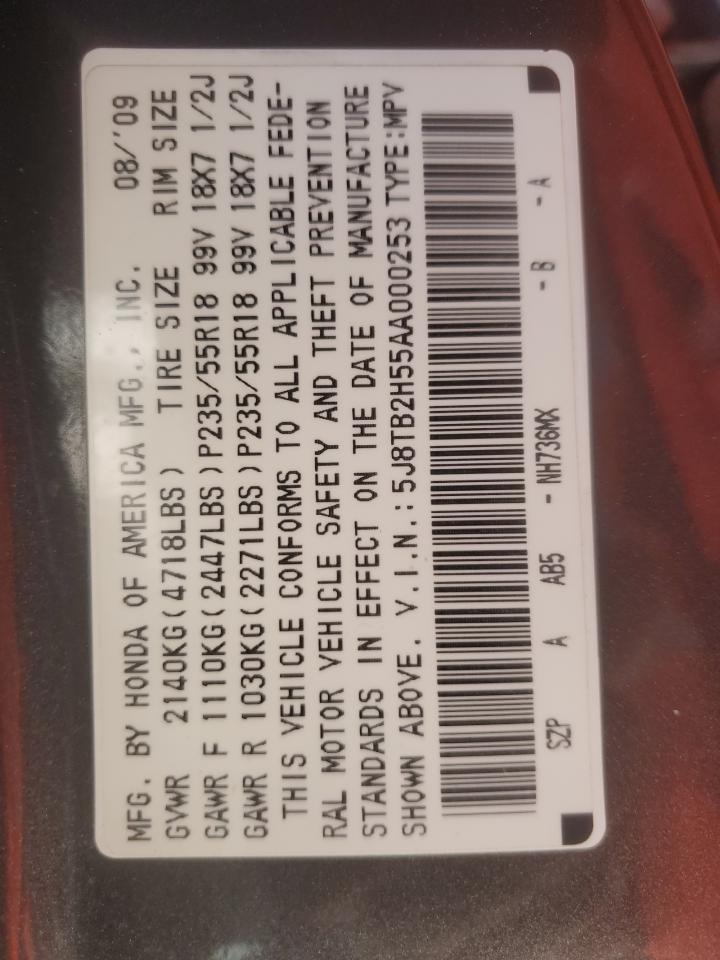 MFG. BY HONDA OF AMERICA MFG., INC. 08/'09
GVWR 2140KG(4718LBS) TIRE SIZE RIM SIZE
GAWR F 1110KG(2447LBS)P235/55R18 99V 18X7 1/2J
GAWR R 1030KG(2271LBS)P235/55R18 99V 18X7 1/2J
THIS VEHICLE CONFORMS TO ALL APPLICABLE FEDE-
RAL MOTOR VEHICLE SAFETY AND THEFT PREVENTION
STANDARDS IN EFFECT ON THE DATE OF MANUFACTURE
SHOWN ABOVE. V.I.N.: 5J8TB2H55AA000253 TYPE:MPV
SZP A AB5 - NH736MX - B - A